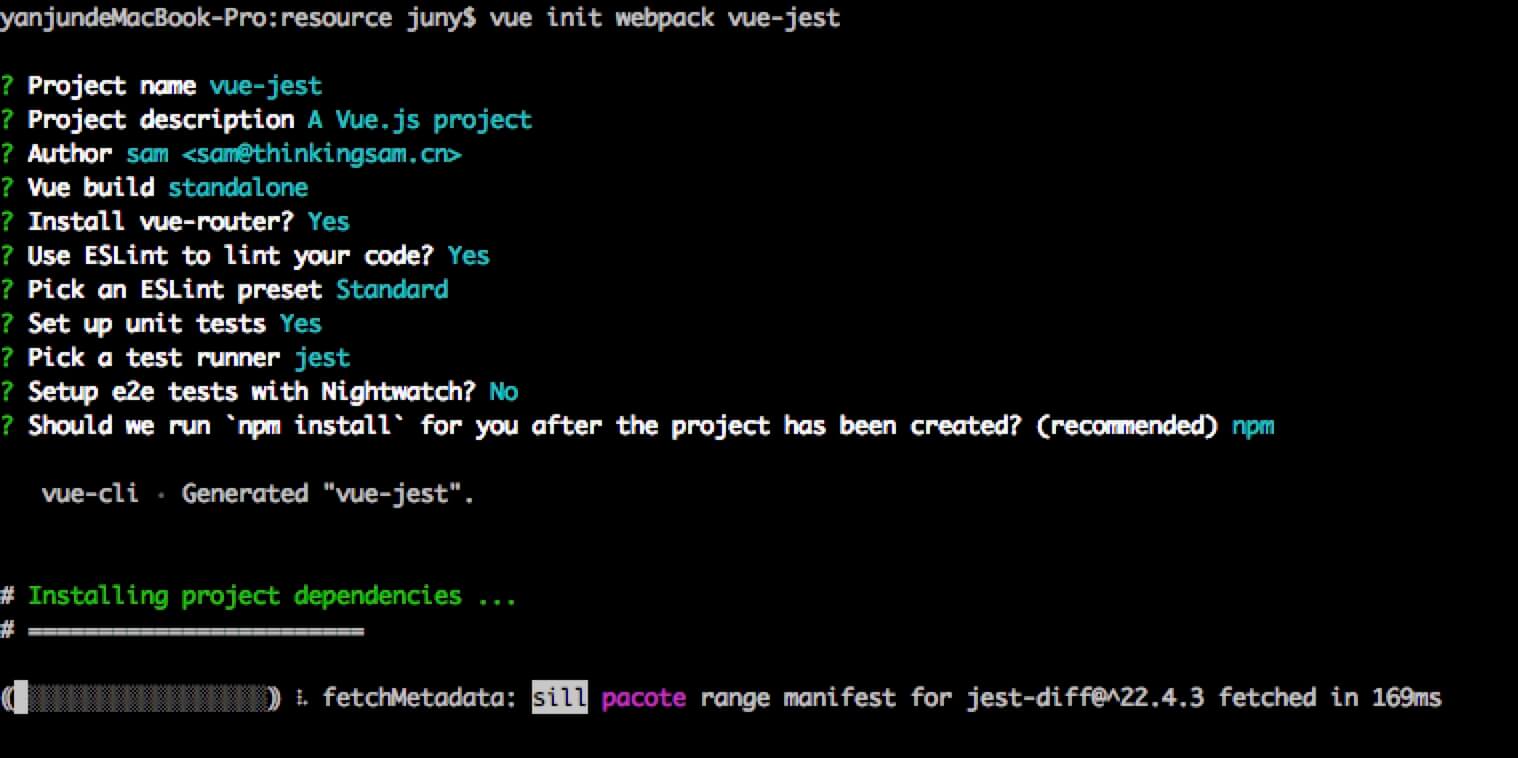 yanjundeMacBook-Pro:resource juny$ vue init webpack vue-jest
? Project name vue-jest
? Project description A Vue.js project
? Author sam <sam@thinkingsam.cn>
? Vue build standalone
? Install vue-router? Yes
? Use ESLint to lint your code? Yes
? Pick an ESLint preset Standard
? Set up unit tests Yes
? Pick a test runner jest
? Setup e2e tests with Nightwatch? No
? Should we run `npm install` for you after the project has been created? (recommended) npm
vue-cli · Generated "vue-jest".
# Installing project dependencies ...
# ========================
(█░░░░░░░░░░░░░░░░░) ⠧ fetchMetadata: sill pacote range manifest for jest-diff@^22.4.3 fetched in 169ms